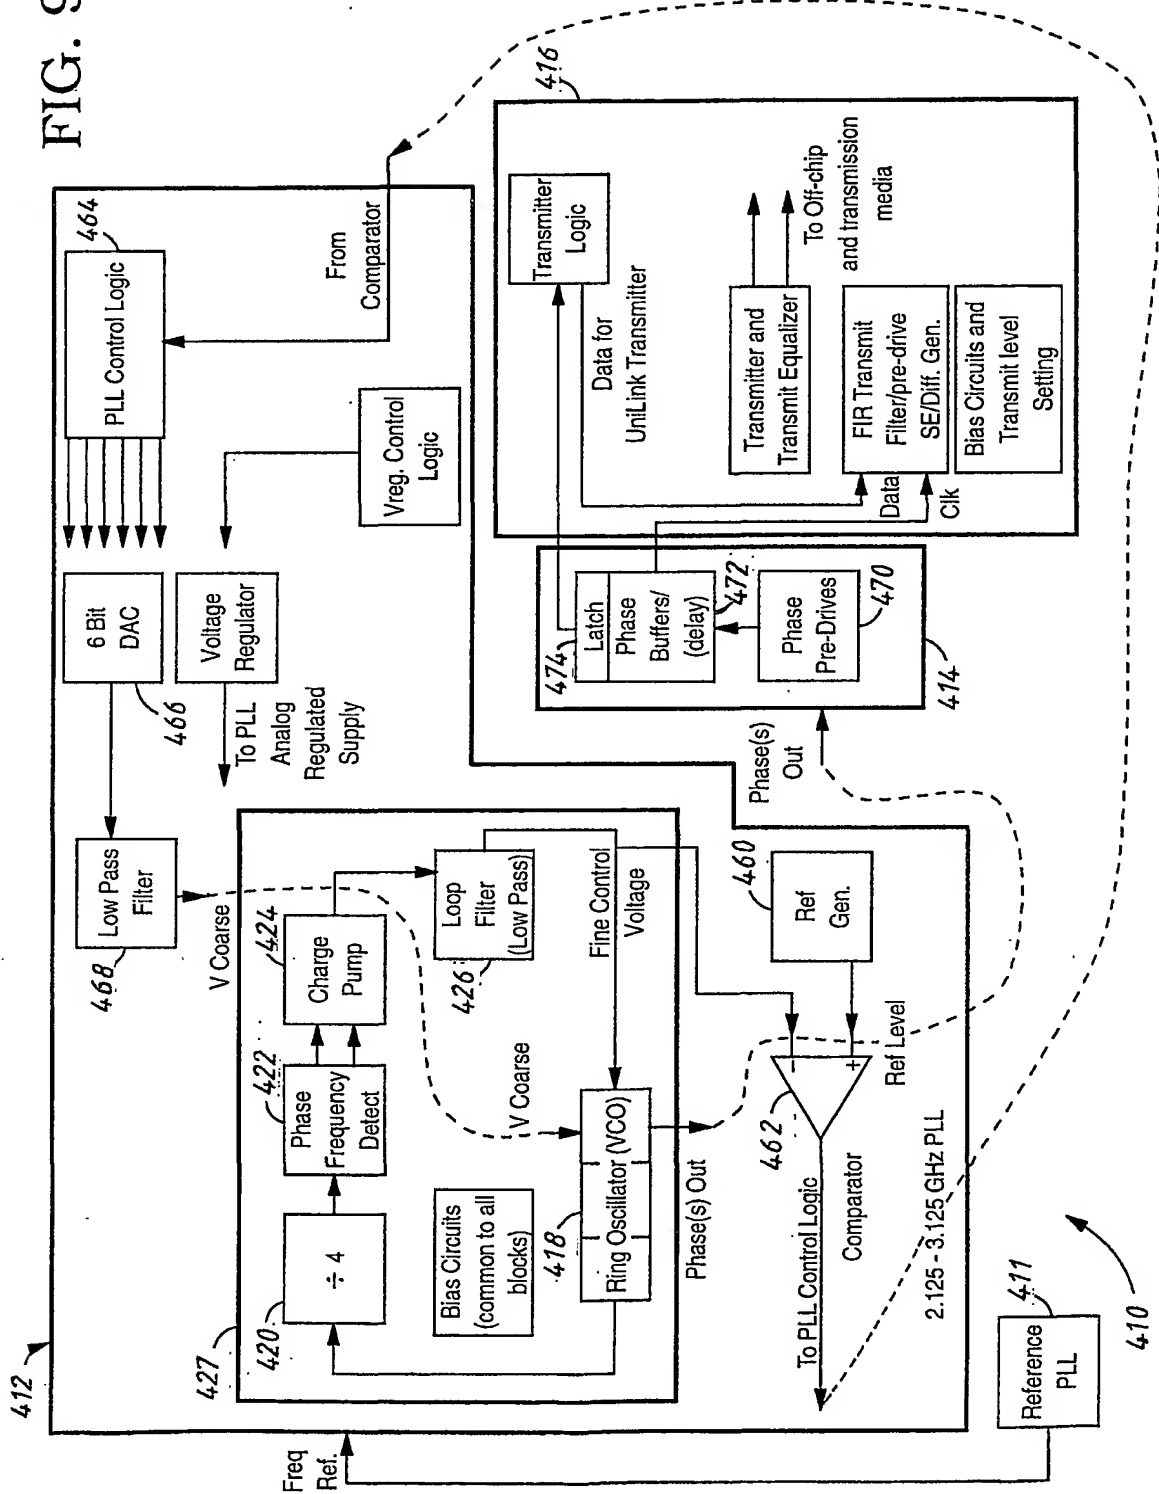 FIG. 9
412
Freq
Ref.
427
420
÷ 4
422
Phase
Frequency
Detect
424
Charge
Pump
V Coarse
468
Low Pass
Filter
466
6 Bit
DAC
Voltage
Regulator
To PLL
Analog
Regulated
Supply
464
PLL Control Logic
From
Comparator
Vreg. Control
Logic
Bias Circuits
(common to all
blocks)
418
Ring Oscillator (VCO)
V Coarse
426
Loop
Filter
(Low Pass)
Fine Control
Voltage
Phase(s) Out
To PLL Control Logic
Comparator
462
-
+
Ref Level
460
Ref
Gen.
2.125 - 3.125 GHz PLL
Reference
PLL
411
410
Phase(s)
Out
414
474
Latch
Phase
Buffers/
(delay)
472
Phase
Pre-Drives
470
416
Transmitter
Logic
Data for
UniLink Transmitter
Transmitter and
Transmit Equalizer
To Off-chip
and transmission
media
Data
Clk
FIR Transmit
Filter/pre-drive
SE/Diff. Gen.
Bias Circuits and
Transmit level
Setting